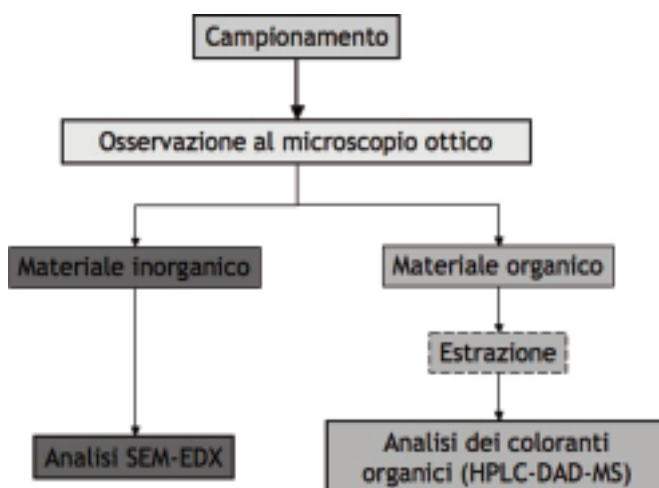 Campionamento
Osservazione al microscopio ottico
Materiale inorganico
Materiale organico
Estrazione
Analisi SEM-EDX
Analisi dei coloranti
organici (HPLC-DAD-MS)